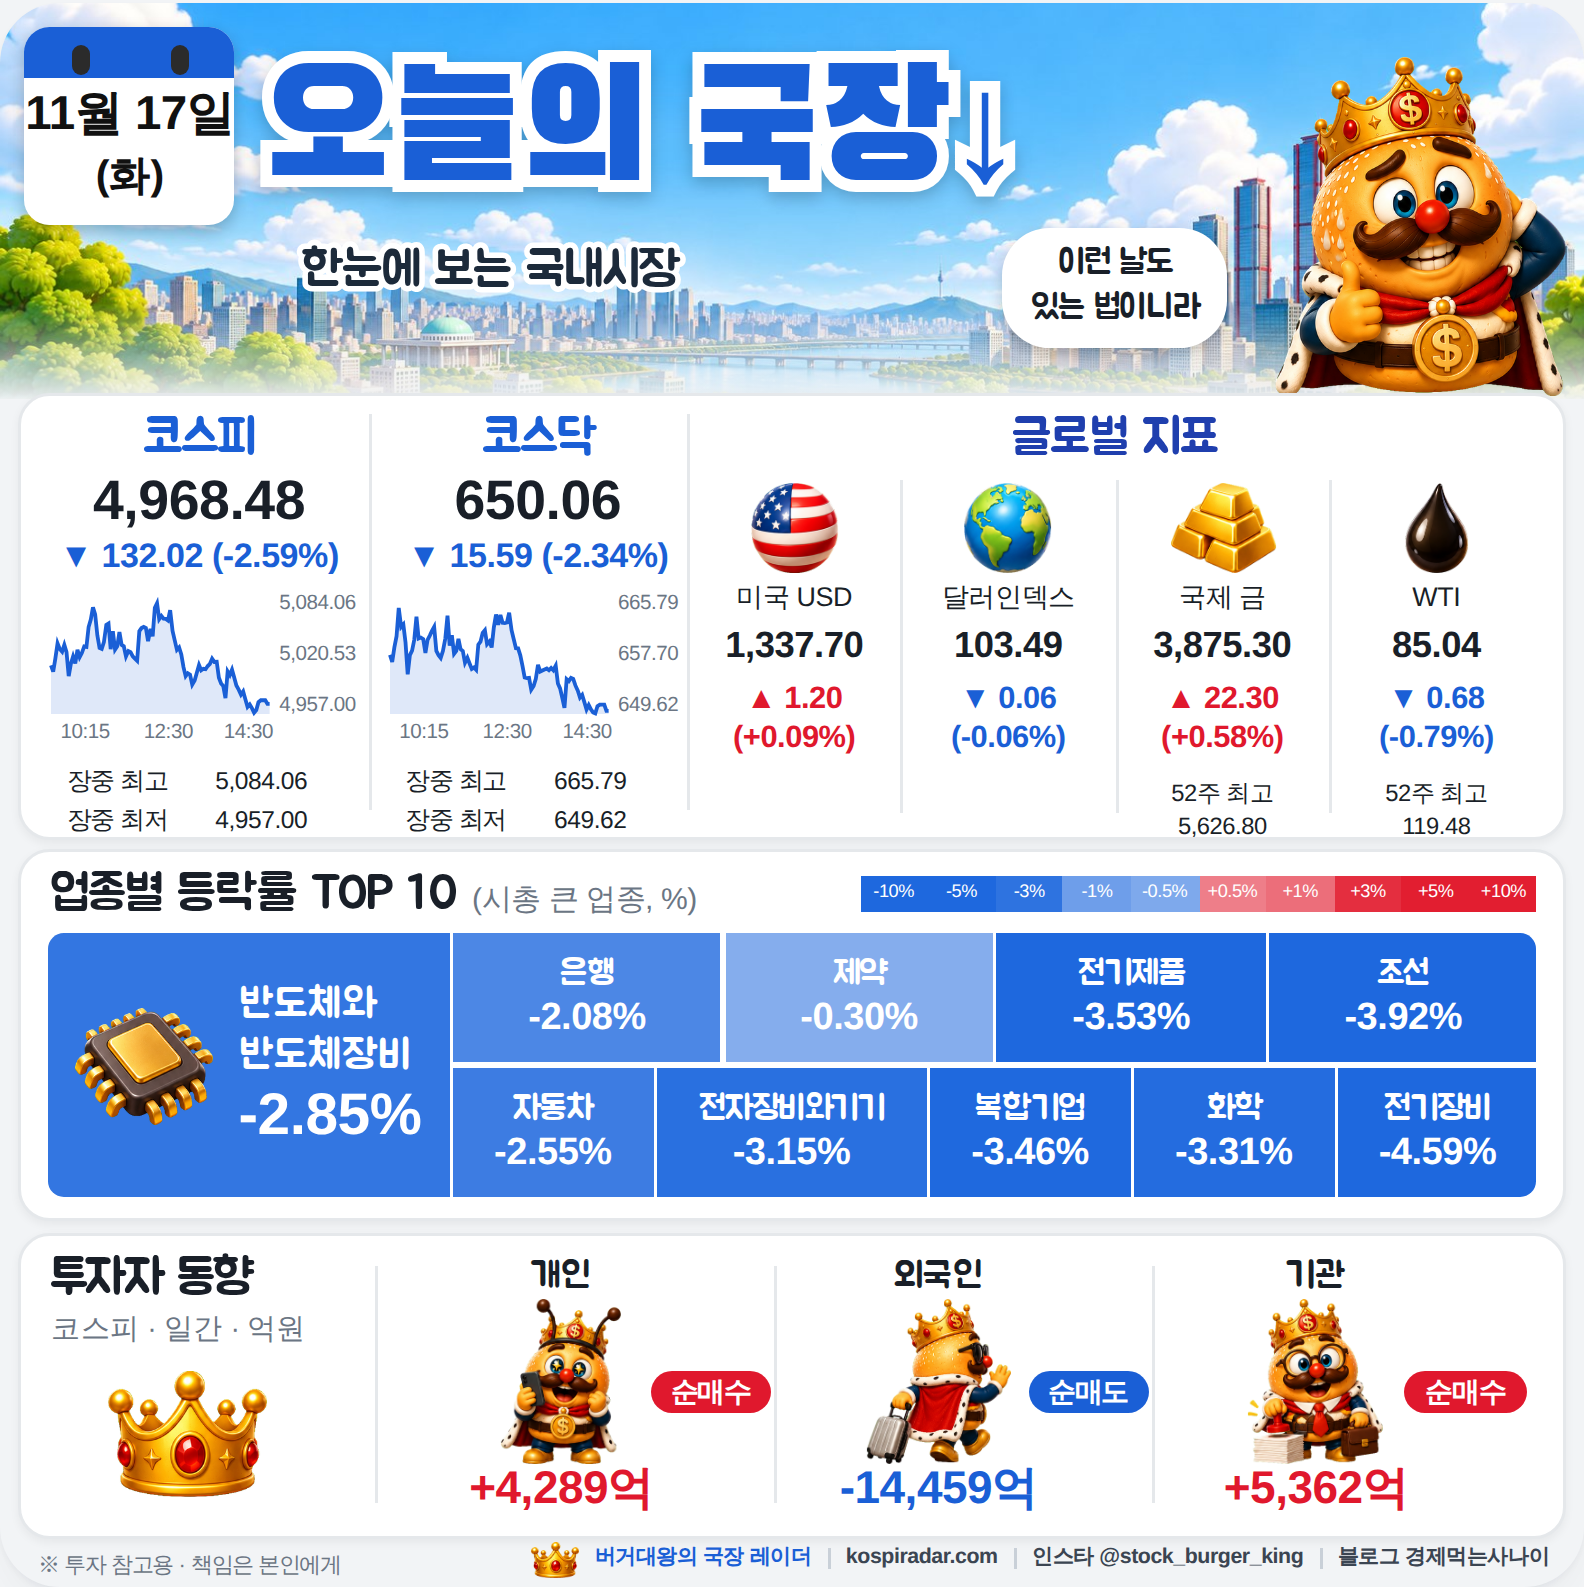 11월 17일
(화)
오늘의 국장↓
한눈에 보는 국내시장
이런 날도
있는 법이니라
코스피
4,968.48
▼ 132.02 (-2.59%)
5,084.06
5,020.53
4,957.00
10:15 12:30 14:30
장중 최고 5,084.06
장중 최저 4,957.00
코스닥
650.06
▼ 15.59 (-2.34%)
665.79
657.70
649.62
10:15 12:30 14:30
장중 최고 665.79
장중 최저 649.62
글로벌 지표
미국 USD
1,337.70
▲ 1.20
(+0.09%)
달러인덱스
103.49
▼ 0.06
(-0.06%)
국제 금
3,875.30
▲ 22.30
(+0.58%)
52주 최고
5,626.80
WTI
85.04
▼ 0.68
(-0.79%)
52주 최고
119.48
업종별 등락률 TOP 10 (시총 큰 업종, %)
-10% -5% -3% -1% -0.5% +0.5% +1% +3% +5% +10%
반도체와
반도체장비
-2.85%
은행
-2.08%
제약
-0.30%
전기제품
-3.53%
조선
-3.92%
자동차
-2.55%
전자장비와기기
-3.15%
복합기업
-3.46%
화학
-3.31%
전기장비
-4.59%
투자자 동향
코스피 · 일간 · 억원
개인
순매수
+4,289억
외국인
순매도
-14,459억
기관
순매수
+5,362억
※ 투자 참고용 · 책임은 본인에게
버거대왕의 국장 레이더 | kospiradar.com | 인스타 @stock_burger_king | 블로그 경제먹는사나이